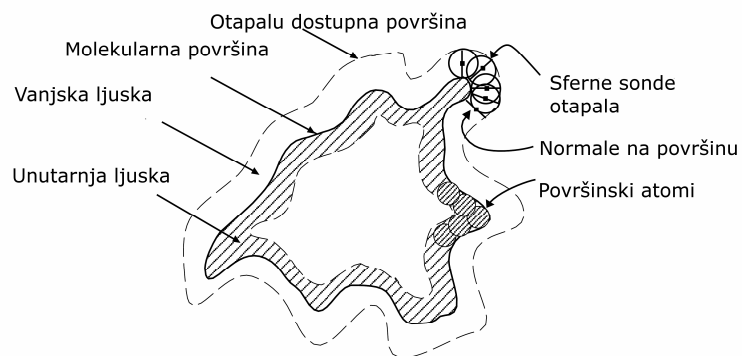 Otapalu dostupna površina
Molekularna površina
Vanjska ljuska
Unutarnja ljuska
Sferne sonde
otapala
Normale na površinu
Površinski atomi